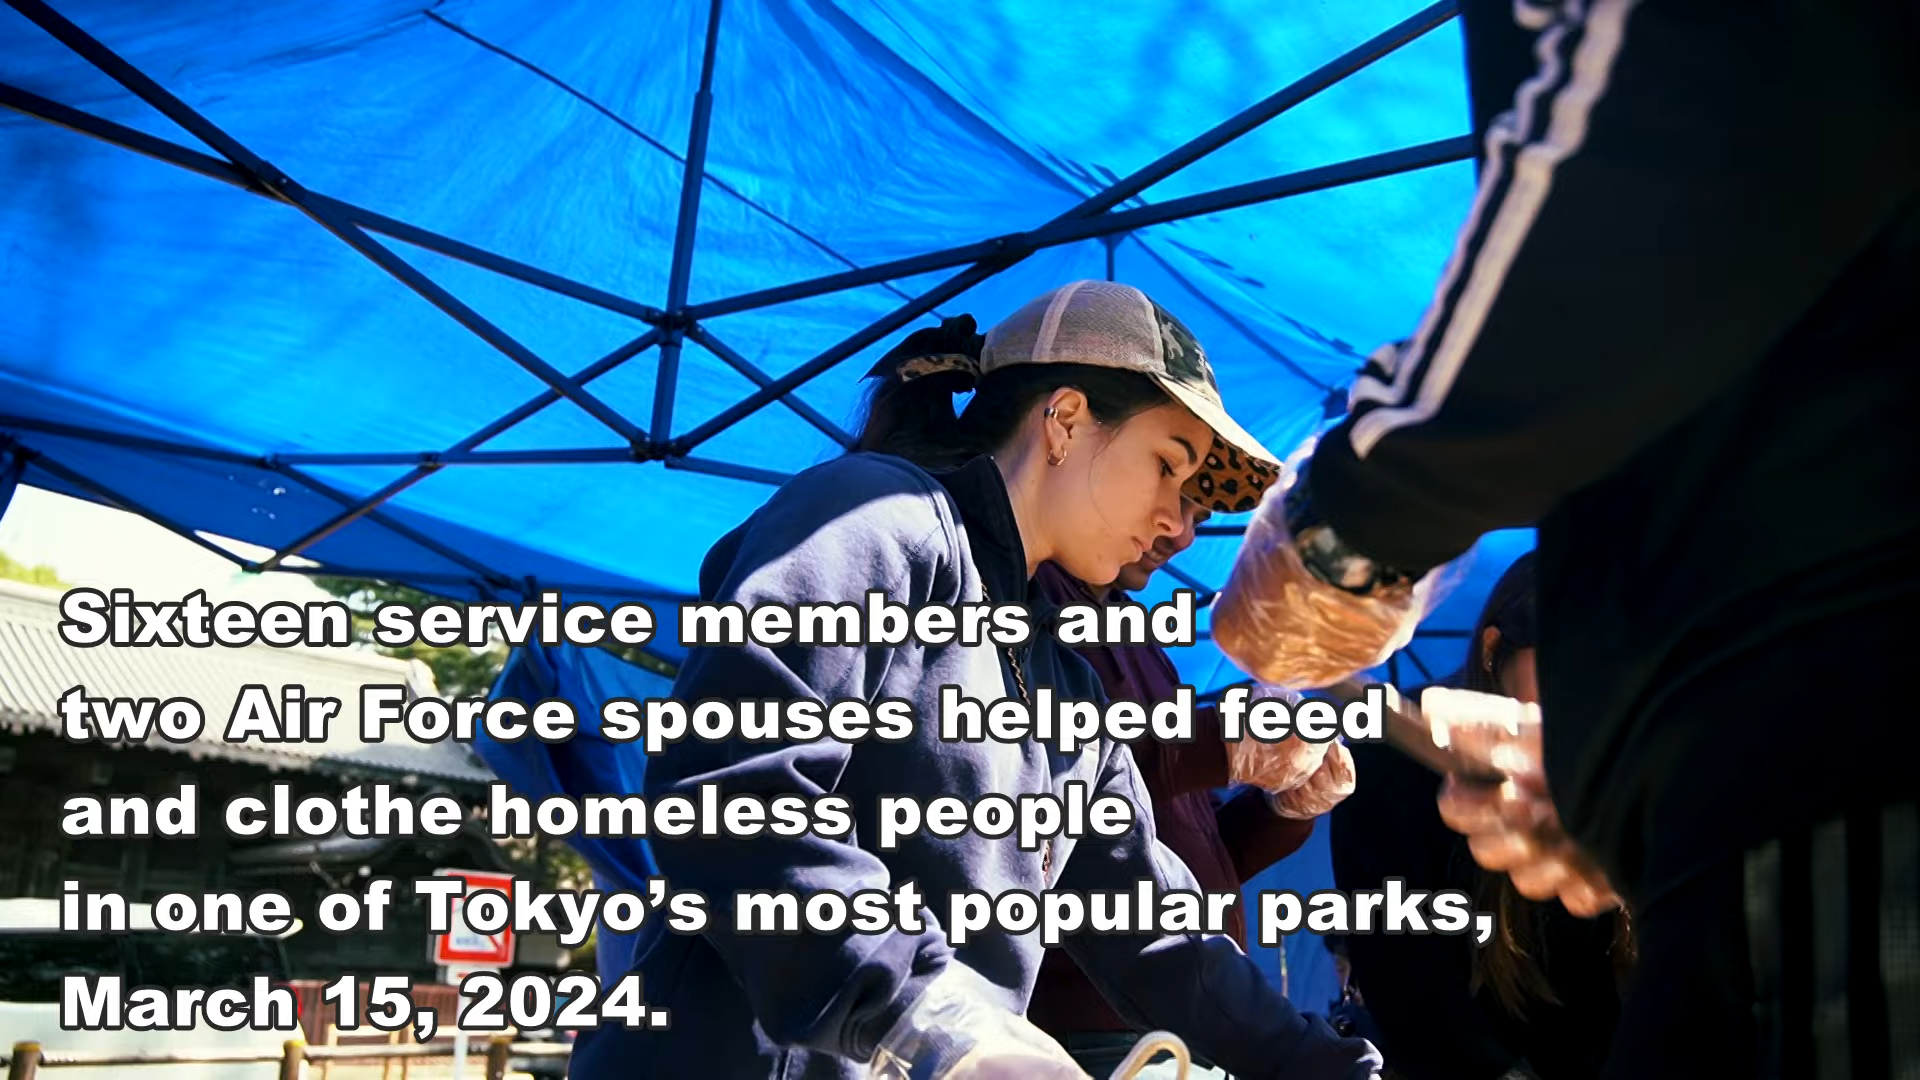 Sixteen service members and
two Air Force spouses helped feed
and clothe homeless people
in one of Tokyo’s most popular parks,
March 15, 2024.